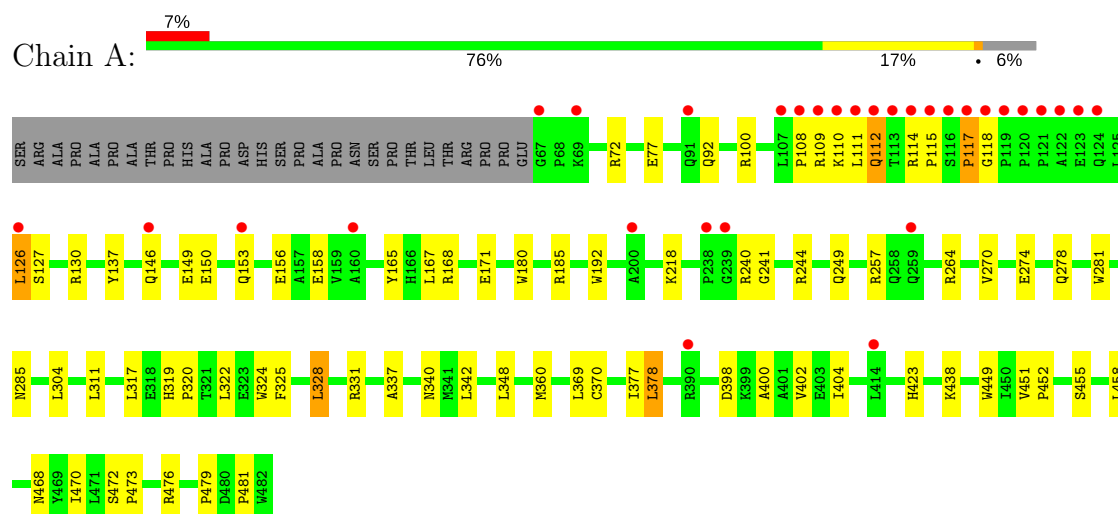 7%
Chain A:
76% 17% • 6%
SER ARG ALA PRO ALA PRO ALA THR PRO HIS ALA PRO ASP HIS SER PRO ALA PRO ASN SER PRO THR LEU THR ARG PRO PRO GLU G67 P68 K69 R72 E77 Q91 Q92 R100 L107 P108 R109 K110 L111 Q112 T113 R114 P115 S116 P117 G118 P119 P120 P121 A122 E123 Q124 L125
L126 S127 R130 Y137 Q146 E149 E150 Q153 E156 A157 E158 V159 A160 Y165 H166 L167 R168 E171 W180 R185 W192 A200 K218 P238 G239 R240 G241 R244 Q249 R257 Q258 Q259 R264 V270 E274 Q278 W281
N285 L304 L311 L317 E318 H319 P320 T321 L322 E323 W324 F325 L328 R331 A337 N340 M341 L342 L348 M360 L369 C370 I377 L378 R390 D398 K399 A400 A401 V402 E403 I404 L414 H423 K438 W449 I450 V451 P452 S455 L458
N468 Y469 I470 L471 S472 P473 R476 P479 D480 P481 W482